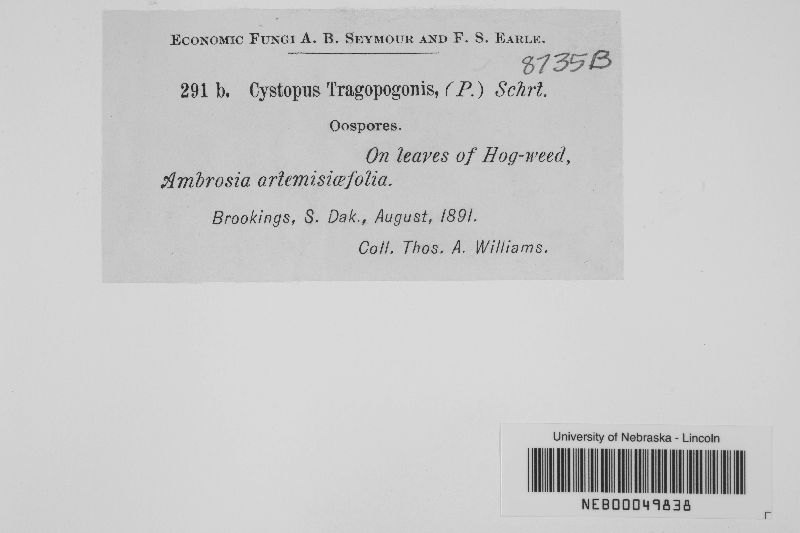 Economic Fungi A. B. Seymour and F. S. Earle.
8735B
291 b. Cystopus Tragopogonis, (P.) Schrt.
Oospores.
On leaves of Hog-weed,
Ambrosia artemisiæfolia.
Brookings, S. Dak., August, 1891.
Coll. Thos. A. Williams.
University of Nebraska - Lincoln
NEB00049838